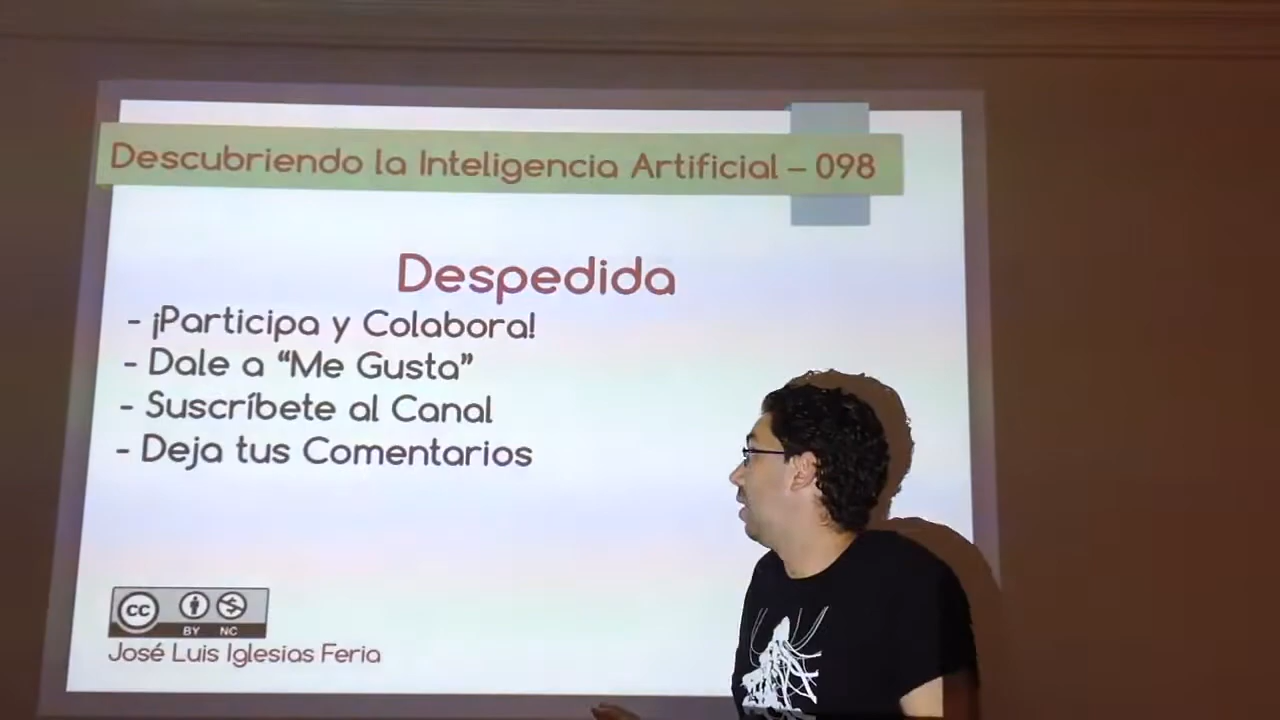 Descubriendo la Inteligencia Artificial – 098
Despedida
- ¡Participa y Colabora!
- Dale a “Me Gusta”
- Suscríbete al Canal
- Deja tus Comentarios
cc
BY NC
José Luis Iglesias Feria